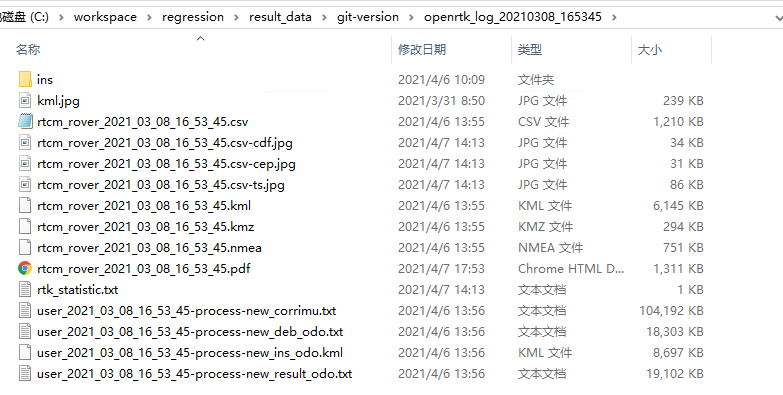 磁盘 (C:) › workspace › regression › result_data › git-version › openrtk_log_20210308_165345 ›
名称 修改日期 类型 大小
ins 2021/4/6 10:09 文件夹
kml.jpg 2021/3/31 8:50 JPG 文件 239 KB
rtcm_rover_2021_03_08_16_53_45.csv 2021/4/6 13:55 CSV 文件 1,210 KB
rtcm_rover_2021_03_08_16_53_45.csv-cdf.jpg 2021/4/7 14:13 JPG 文件 34 KB
rtcm_rover_2021_03_08_16_53_45.csv-cep.jpg 2021/4/7 14:13 JPG 文件 31 KB
rtcm_rover_2021_03_08_16_53_45.csv-ts.jpg 2021/4/7 14:13 JPG 文件 86 KB
rtcm_rover_2021_03_08_16_53_45.kml 2021/4/6 13:55 KML 文件 6,145 KB
rtcm_rover_2021_03_08_16_53_45.kmz 2021/4/6 13:55 KMZ 文件 294 KB
rtcm_rover_2021_03_08_16_53_45.nmea 2021/4/6 13:55 NMEA 文件 751 KB
rtcm_rover_2021_03_08_16_53_45.pdf 2021/4/7 17:53 Chrome HTML D... 1,311 KB
rtk_statistic.txt 2021/4/7 14:13 文本文档 1 KB
user_2021_03_08_16_53_45-process-new_corrimu.txt 2021/4/6 13:56 文本文档 104,192 KB
user_2021_03_08_16_53_45-process-new_deb_odo.txt 2021/4/6 13:56 文本文档 18,303 KB
user_2021_03_08_16_53_45-process-new_ins_odo.kml 2021/4/6 13:56 KML 文件 8,697 KB
user_2021_03_08_16_53_45-process-new_result_odo.txt 2021/4/6 13:56 文本文档 19,102 KB